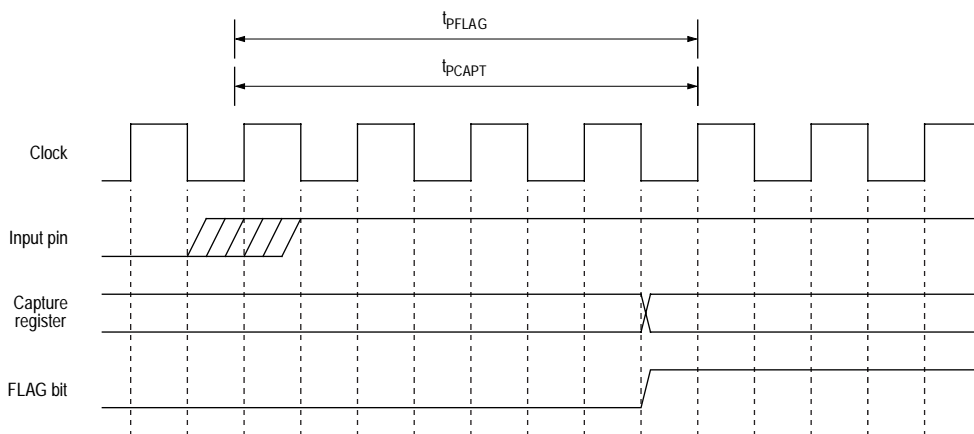 tPFLAG
tPCAPT
Clock
Input pin
Capture
register
FLAG bit